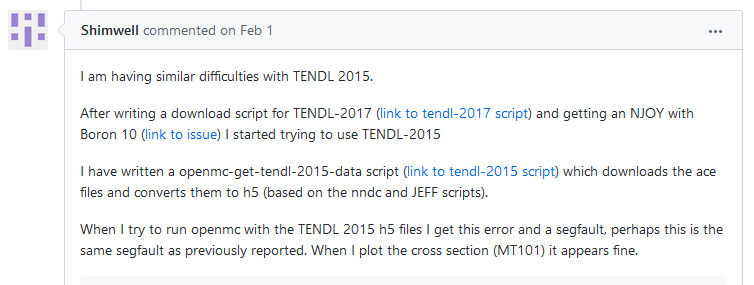 Shimwell commented on Feb 1
I am having similar difficulties with TENDL 2015.
After writing a download script for TENDL-2017 (link to tendl-2017 script) and getting an NJOY with
Boron 10 (link to issue) I started trying to use TENDL-2015
I have written a openmc-get-tendl-2015-data script (link to tendl-2015 script) which downloads the ace
files and converts them to h5 (based on the nndc and JEFF scripts).
When I try to run openmc with the TENDL 2015 h5 files I get this error and a segfault, perhaps this is the
same segfault as previously reported. When I plot the cross section (MT101) it appears fine.